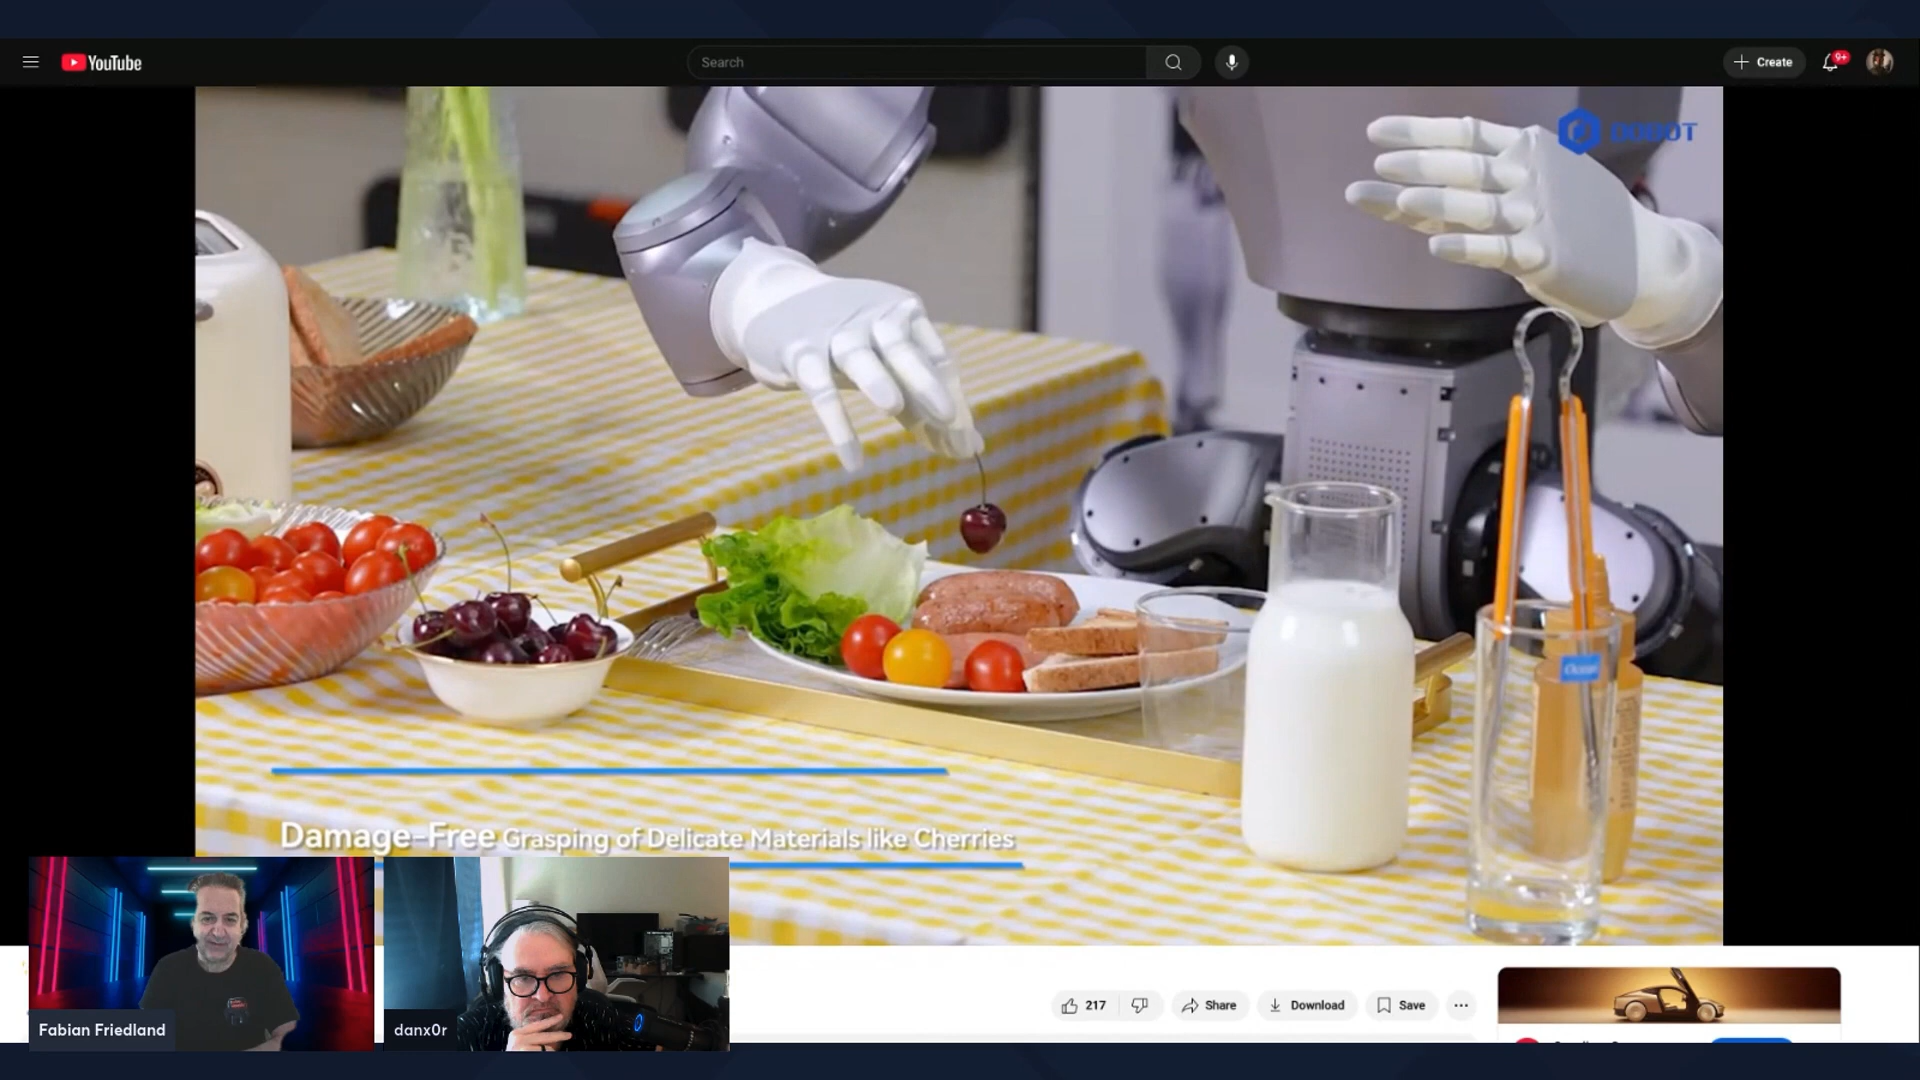 YouTube
Search
Create
9+
DOBOT
Ocean
Damage-Free Grasping of Delicate Materials like Cherries
Fabian Friedland
danx0r
217
Share
Download
Save